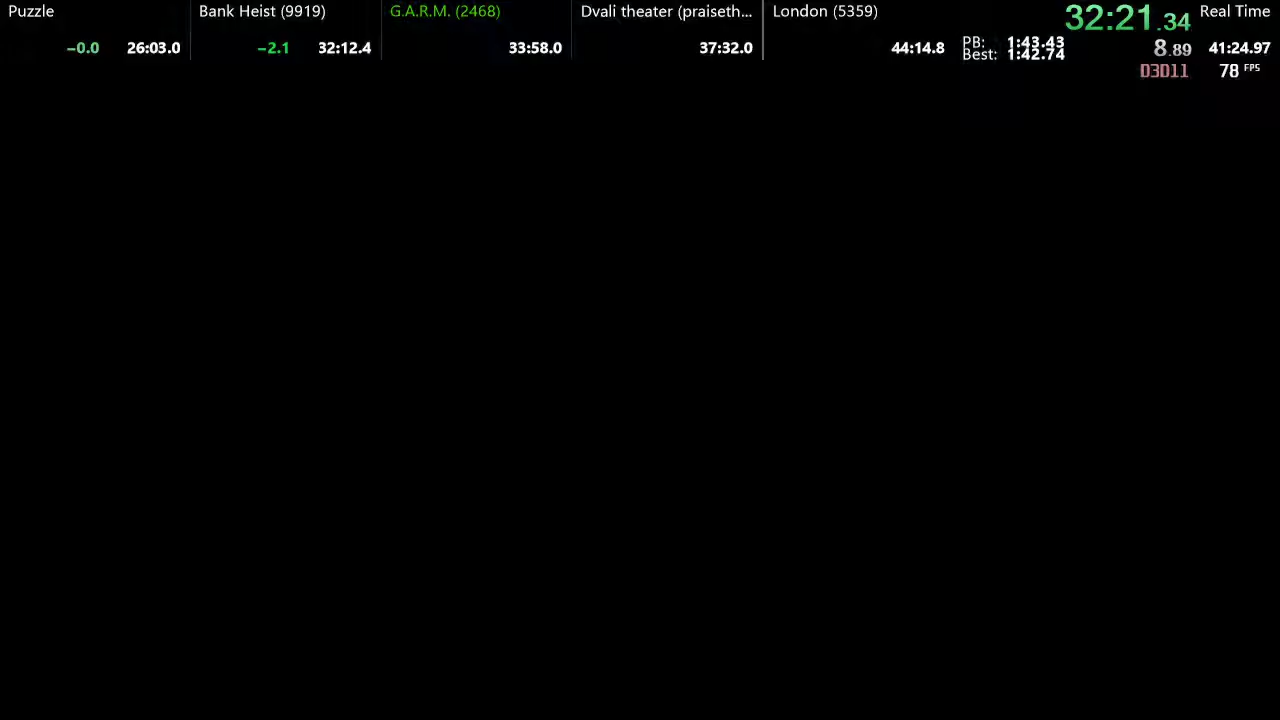 Puzzle
−0.0 26:03.0
Bank Heist (9919)
−2.1 32:12.4
G.A.R.M. (2468)
33:58.0
Dvali theater (praiseth...
37:32.0
London (5359)
44:14.8
PB: 1:43.43
Best: 1:42.74
32:21.34
8.89
Real Time
41:24.97
D3D11 78 FPS